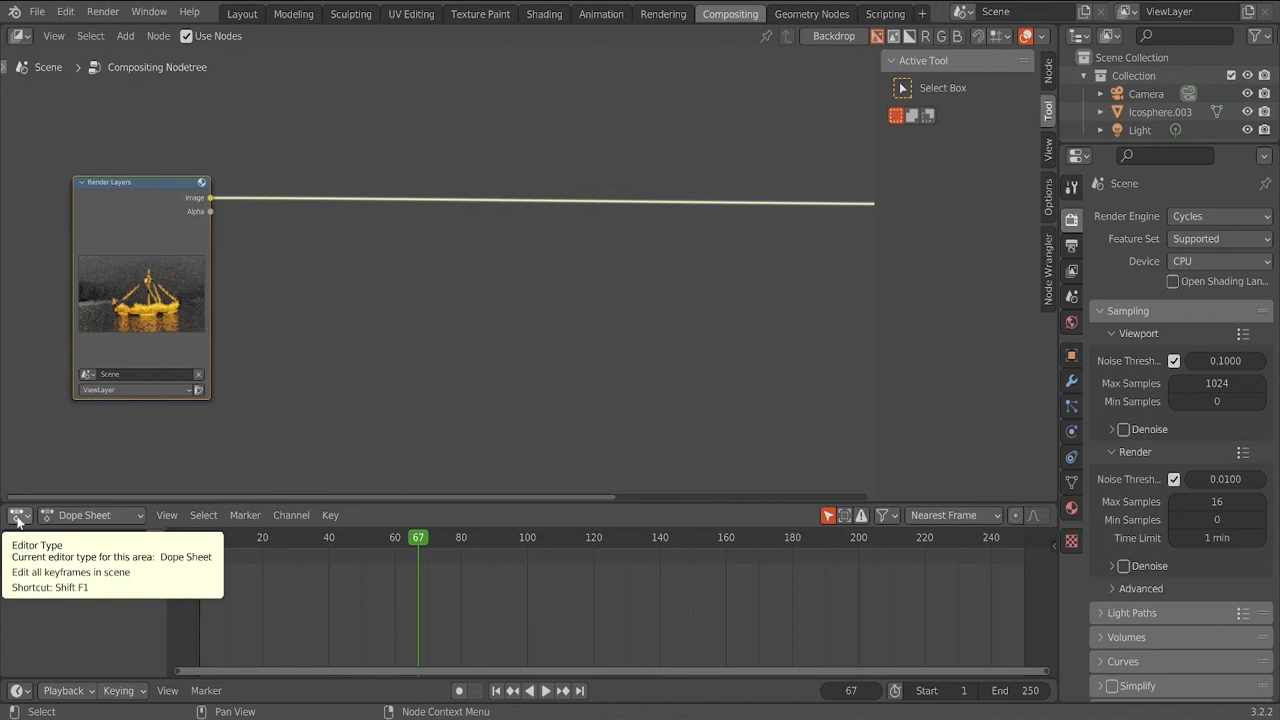 File Edit Render Window Help Layout Modeling Sculpting UV Editing Texture Paint Shading Animation Rendering Compositing Geometry Nodes Scripting + Scene ViewLayer
View Select Add Node Use Nodes Backdrop R G B
Scene > Compositing Nodetree
Active Tool
Select Box
Node
Tool
View
Options
Node Wrangler
Scene Collection
Collection
Camera
Icosphere.003
Light
Render Layers
Image
Alpha
Scene
ViewLayer
Scene
Render Engine Cycles
Feature Set Supported
Device CPU
Open Shading Lan...
Sampling
Viewport
Noise Thresh... 0.1000
Max Samples 1024
Min Samples 0
Denoise
Render
Noise Thresh... 0.0100
Max Samples 16
Min Samples 0
Time Limit 1 min
Denoise
Advanced
Light Paths
Volumes
Curves
Simplify
Dope Sheet View Select Marker Channel Key Nearest Frame
20 60 67 80 100 120 140 160 180 200 220 240
Editor Type
Current editor type for this area: Dope Sheet
Edit all keyframes in scene
Shortcut: Shift F1
Playback Keying View Marker 67 Start 1 End 250
Select Pan View Node Context Menu 3.2.2